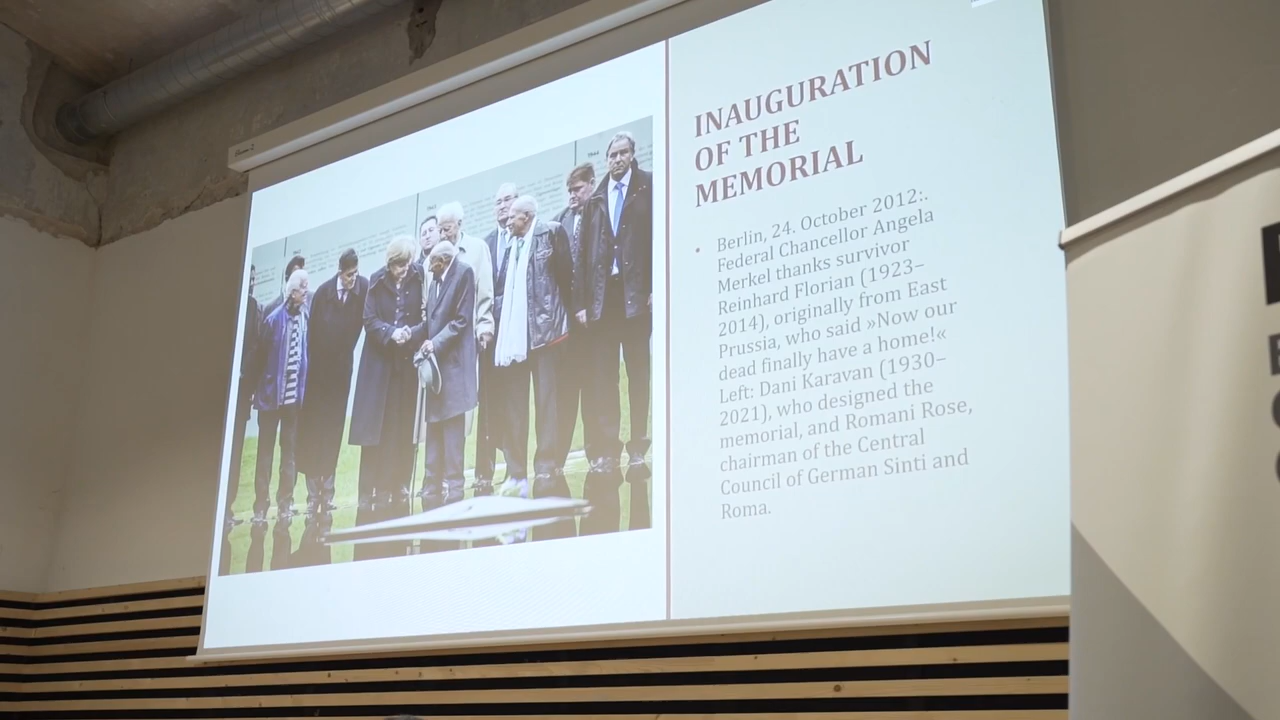 INAUGURATION
OF THE
MEMORIAL
• Berlin, 24. October 2012:.
Federal Chancellor Angela
Merkel thanks survivor
Reinhard Florian (1923–
2014), originally from East
Prussia, who said »Now our
dead finally have a home!«
Left: Dani Karavan (1930–
2021), who designed the
memorial, and Romani Rose,
chairman of the Central
Council of German Sinti and
Roma.